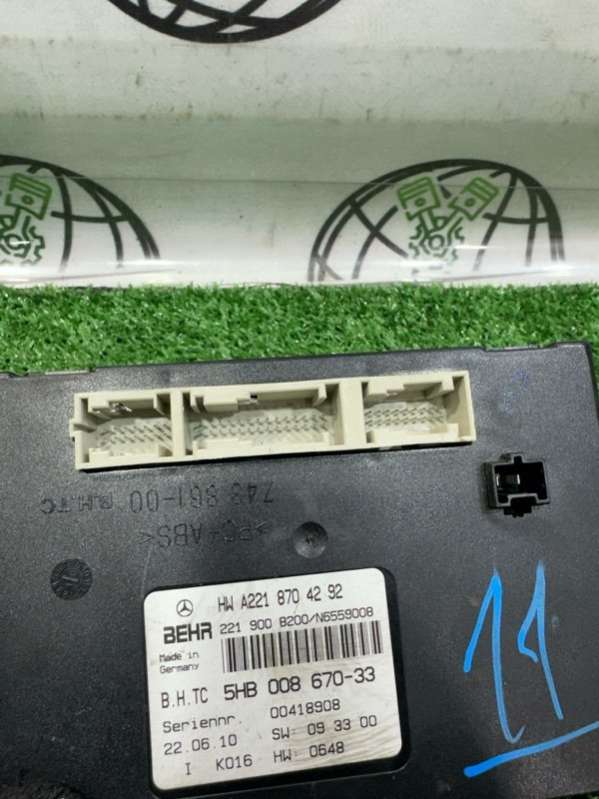 743 861-00 B.H.TC
>PC+ABS<
HW A221 870 42 92
BEHR 221 900 8200/N6559008
Made in
Germany
B.H.TC 5HB 008 670-33
Seriennr. 00418908
22.06.10 SW: 09 33 00
I K016 HW: 0648
11